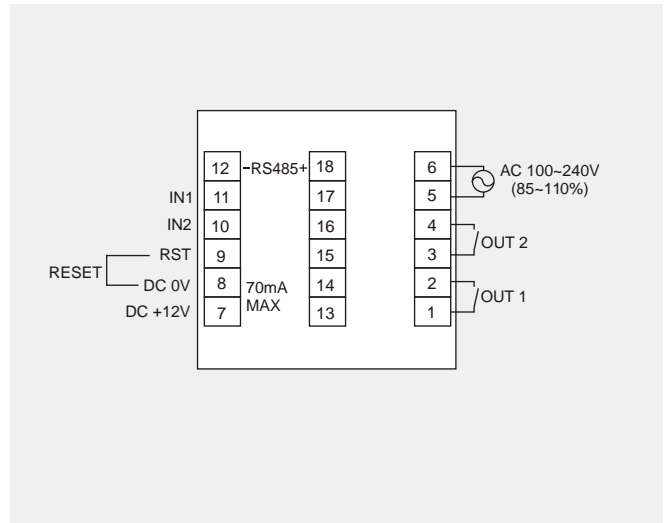 12 -RS485+ 18 6 AC 100~240V
(85~110%)
IN1 11 17 5
IN2 10 16 4 OUT 2
RST 9 15 3
RESET
DC 0V 8 70mA 14 2 OUT 1
DC +12V 7 MAX 13 1